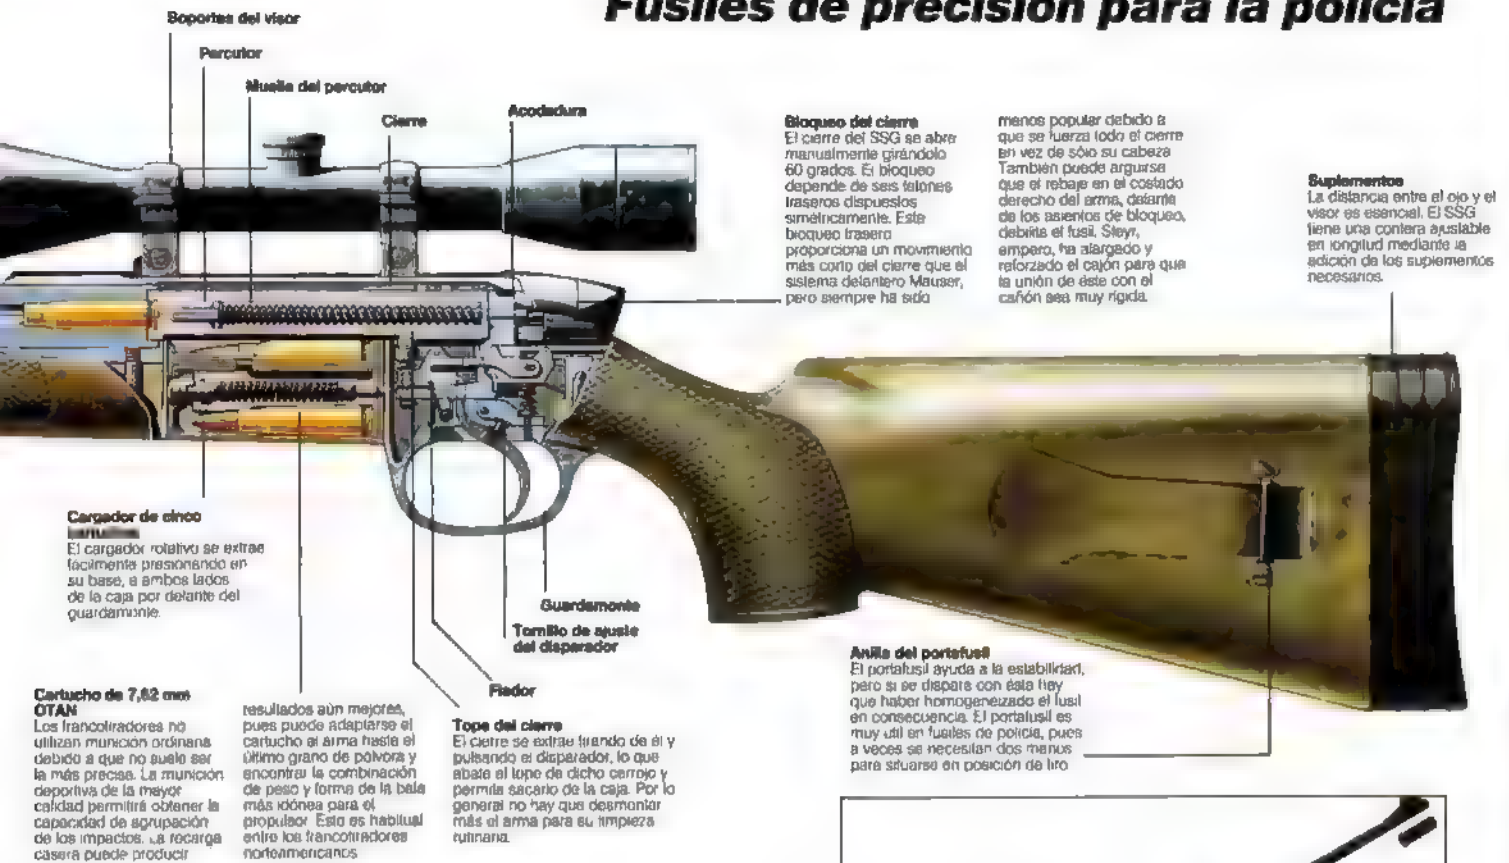 Fusiles de precisión para la policía
Soportes del visor
Percutor
Muelle del percutor
Cierre
Acodadura
Bloqueo del cierre
El cierre del SSG se abre
manualmente girándolo
60 grados. El bloqueo
depende de seis talones
traseros dispuestos
simétricamente. Este
bloqueo trasero
proporciona un movimiento
más corto del cierre que el
sistema delantero Mauser,
pero siempre ha sido
menos popular debido a
que se fuerza todo el cierre
en vez de sólo su cabeza
También puede argüirse
que el rebaje en el costado
derecho del arma, delante
de los asientos de bloqueo,
debilita el fusil. Steyr,
empero, ha alargado y
reforzado el cajón para que
la unión de éste con el
cañón sea muy rígida.
Suplementos
La distancia entre el ojo y el
visor es esencial. El SSG
tiene una contera ajustable
en longitud mediante la
adición de los suplementos
necesarios.
Cargador de cinco
El cargador rotativo se extrae
fácilmente presionando en
su base, a ambos lados
de la caja por delante del
guardamonte.
Guardamonte
Tornillo de ajuste
del disparador
Fiador
Cartucho de 7,62 mm
OTAN
Los francotiradores no
utilizan munición ordinaria
debido a que no suele ser
la más precisa. La munición
deportiva de la mayor
calidad permitirá obtener la
capacidad de agrupación
de los impactos. La recarga
casera puede producir
resultados aún mejores,
pues puede adaptarse el
cartucho al arma hasta el
último grano de pólvora y
encontrar la combinación
de peso y forma de la bala
más idónea para el
propulsor. Esto es habitual
entre los francotiradores
norteamericanos
Tope del cierre
El cierre se extrae tirando de él y
pulsando el disparador, lo que
abate el tope de dicho cerrojo y
permite sacarlo de la caja. Por lo
general no hay que desmontar
más el arma para su limpieza
rutinaria.
Anilla del portafusil
El portafusil ayuda a la estabilidad,
pero si se dispara con ésta hay
que haber homogeneizado el fusil
en consecuencia. El portafusil es
muy útil en fusiles de policía, pues
a veces se necesitan dos manos
para situarse en posición de tiro